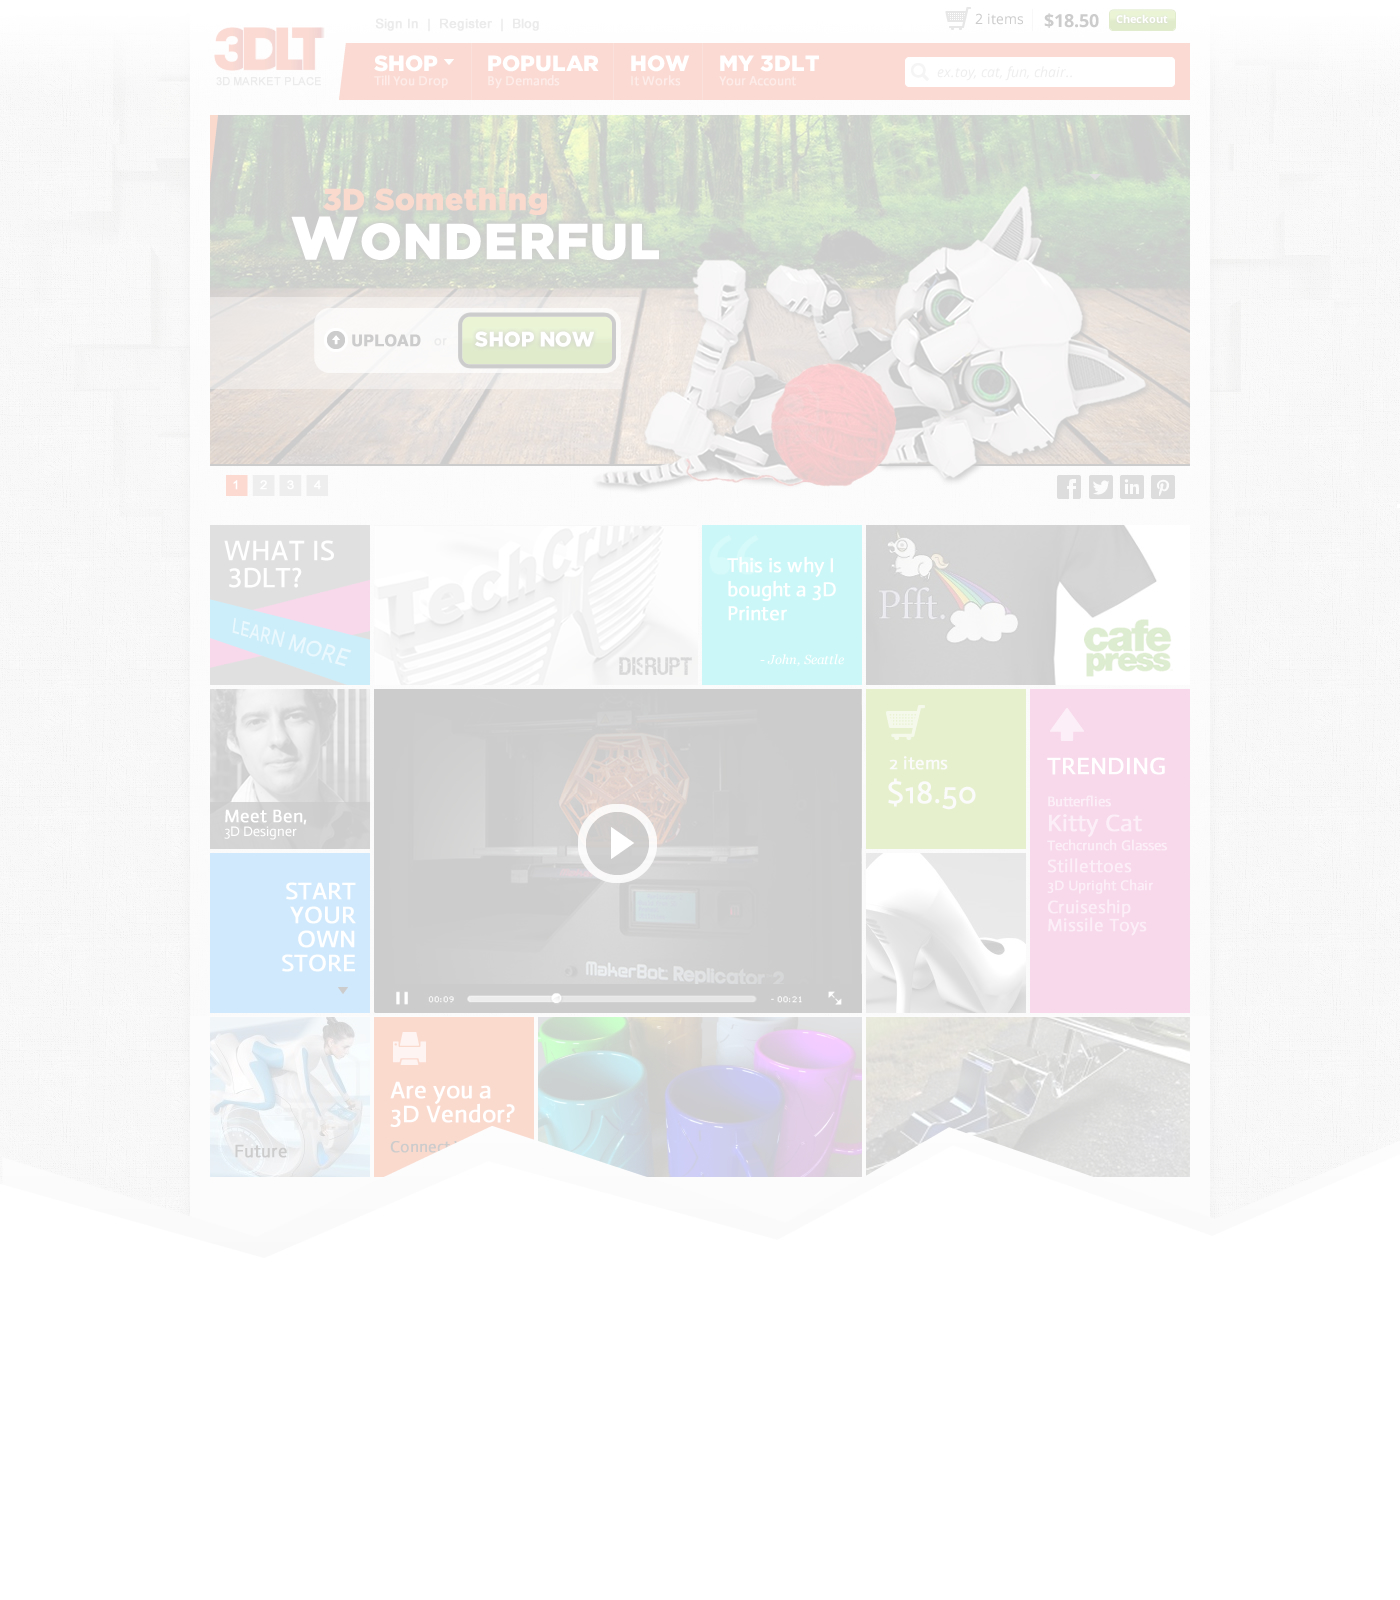 Sign In | Register | Blog
2 items $18.50 Checkout
3DLT
3D MARKET PLACE
SHOP
Till You Drop
POPULAR
By Demands
HOW
It Works
MY 3DLT
Your Account
ex.toy, cat, fun, chair..
3D Something
WONDERFUL
UPLOAD or SHOP NOW
1 2 3 4
f in
WHAT IS
3DLT?
LEARN MORE
TechCrun
DISRUPT
“
This is why I
bought a 3D
Printer
- John, Seattle
Pfft.
cafe
press
Meet Ben,
3D Designer
MakerBot. Replicator 2
00:09 - 00:21
2 items
$18.50
TRENDING
Butterflies
Kitty Cat
Techcrunch Glasses
Stillettoes
3D Upright Chair
Cruiseship
Missile Toys
START
YOUR
OWN
STORE
Future
Are you a
3D Vendor?
Connect